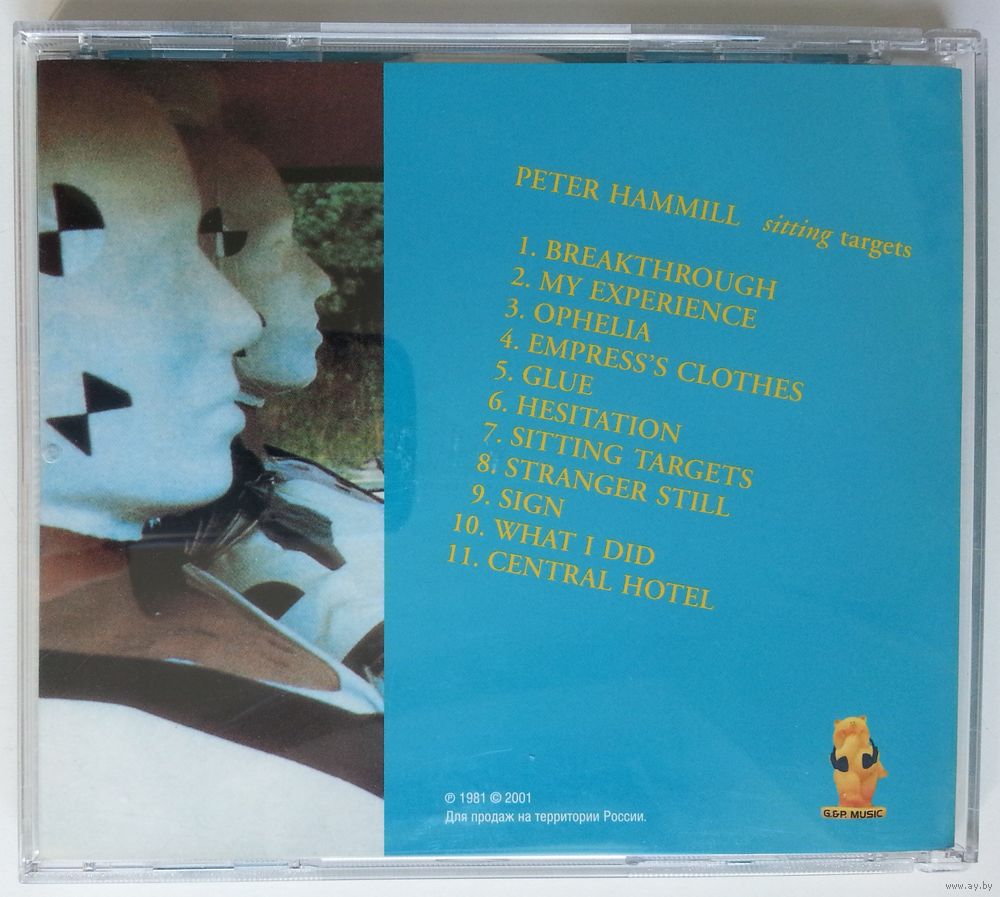 PETER HAMMILL sitting targets
1. BREAKTHROUGH
2. MY EXPERIENCE
3. OPHELIA
4. EMPRESS'S CLOTHES
5. GLUE
6. HESITATION
7. SITTING TARGETS
8. STRANGER STILL
9. SIGN
10. WHAT I DID
11. CENTRAL HOTEL
℗ 1981 © 2001
Для продаж на территории России.
G.&P. MUSIC
www.ay.by